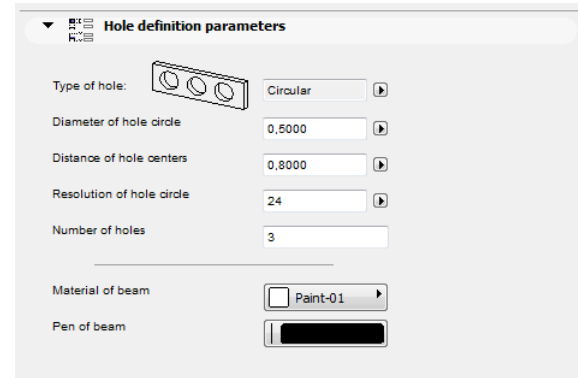 Hole definition parameters
Type of hole: Circular
Diameter of hole circle 0,5000
Distance of hole centers 0,8000
Resolution of hole circle 24
Number of holes 3
Material of beam Paint-01
Pen of beam